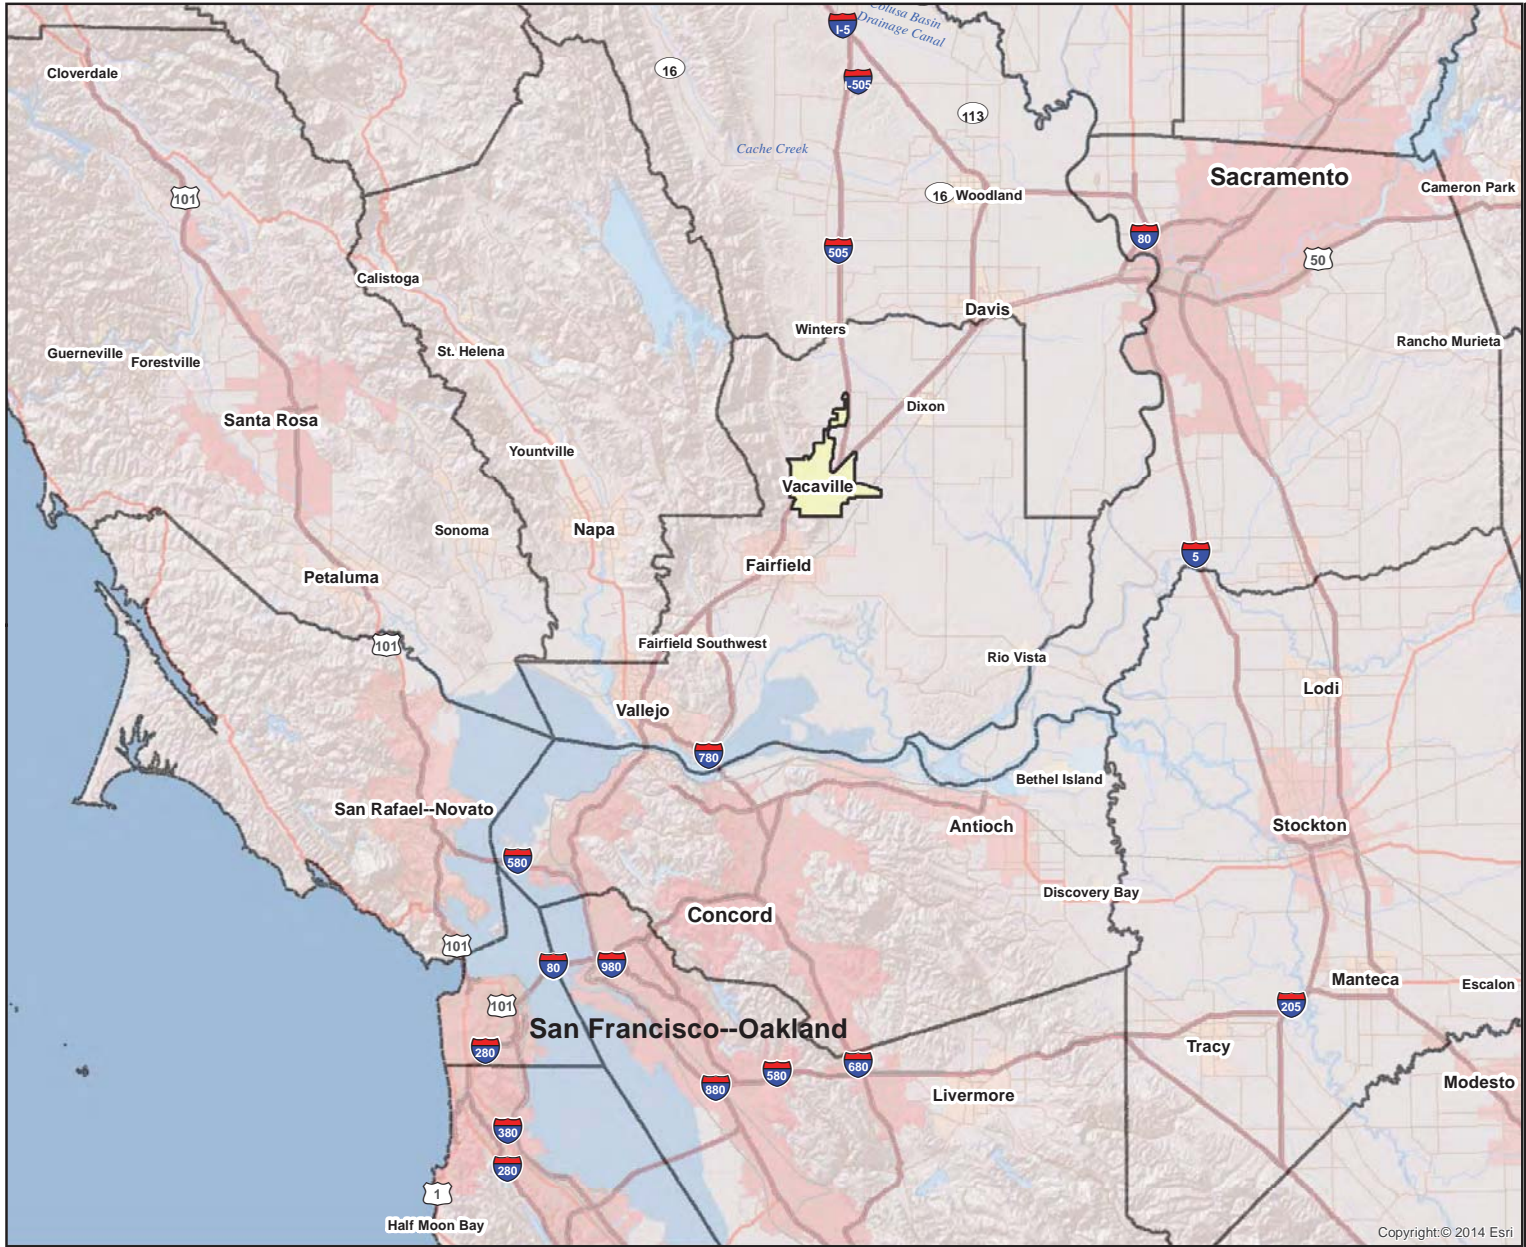 Colusa Basin
Drainage Canal
I-5
Cloverdale
16
I-505
113
Cache Creek
Sacramento
Cameron Park
101
16
Woodland
80
505
50
Calistoga
Davis
Winters
Rancho Murieta
Guerneville
Forestville
St. Helena
Dixon
Santa Rosa
Yountville
Vacaville
Sonoma
Napa
5
Fairfield
Petaluma
101
Fairfield Southwest
Rio Vista
Lodi
Vallejo
780
Bethel Island
San Rafael--Novato
Antioch
Stockton
580
Discovery Bay
Concord
101
80
980
Manteca
Escalon
101
205
San Francisco--Oakland
280
Tracy
580
680
880
Modesto
Livermore
380
280
1
Half Moon Bay
Copyright:© 2014 Esri